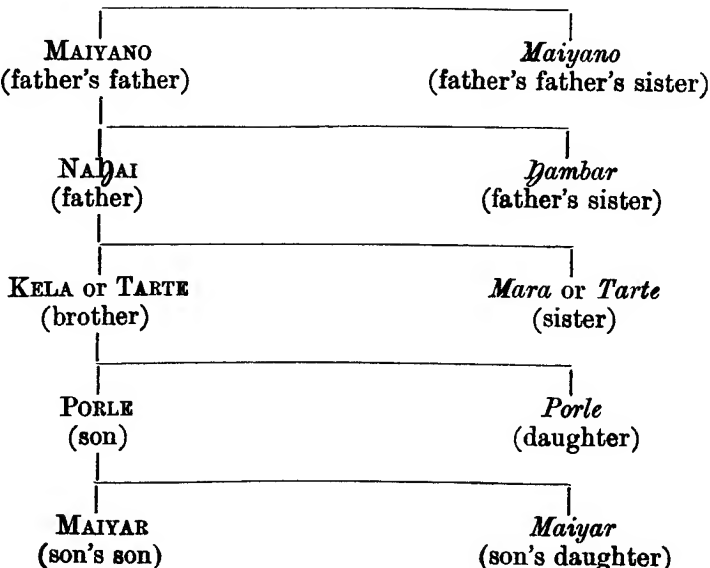 MAIYANO Maiyano
(father's father) (father's father's sister)
NAŊAI Ŋambar
(father) (father's sister)
KELA or TARTE Mara or Tarte
(brother) (sister)
PORLE Porle
(son) (daughter)
MAIYAR Maiyar
(son's son) (son's daughter)